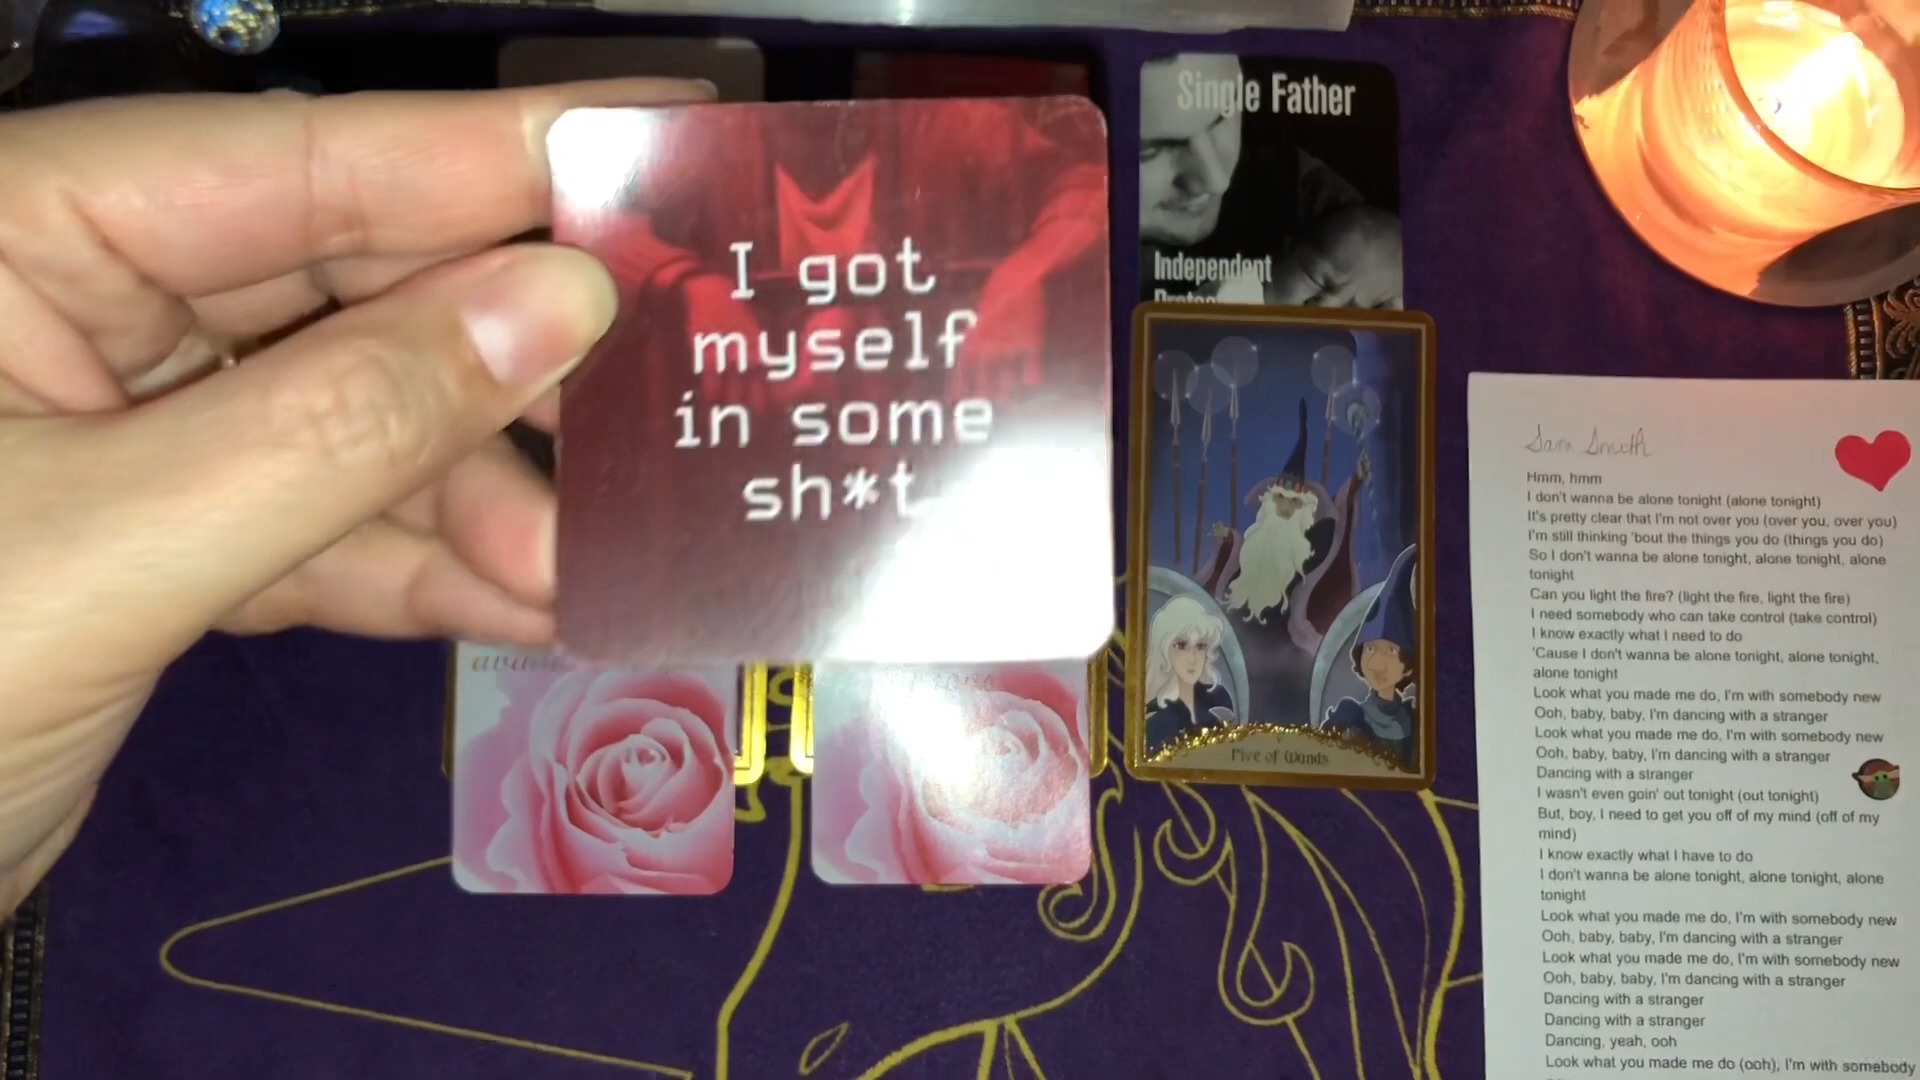 I got
myself
in some
sh*t
Single Father
Independent
Five of Wands
Sam Smith
Hmm, hmm
I don't wanna be alone tonight (alone tonight)
It's pretty clear that I'm not over you (over you, over you)
I'm still thinking 'bout the things you do (things you do)
So I don't wanna be alone tonight, alone tonight, alone
tonight
Can you light the fire? (light the fire, light the fire)
I need somebody who can take control (take control)
I know exactly what I need to do
'Cause I don't wanna be alone tonight, alone tonight,
alone tonight
Look what you made me do, I'm with somebody new
Ooh, baby, baby, I'm dancing with a stranger
Look what you made me do, I'm with somebody new
Ooh, baby, baby, I'm dancing with a stranger
Dancing with a stranger
I wasn't even goin' out tonight (out tonight)
But, boy, I need to get you off of my mind (off of my
mind)
I know exactly what I have to do
I don't wanna be alone tonight, alone tonight, alone
tonight
Look what you made me do, I'm with somebody new
Ooh, baby, baby, I'm dancing with a stranger
Look what you made me do, I'm with somebody new
Ooh, baby, baby, I'm dancing with a stranger
Dancing with a stranger
Dancing with a stranger
Dancing, yeah, ooh
Look what you made me do (ooh), I'm with somebody